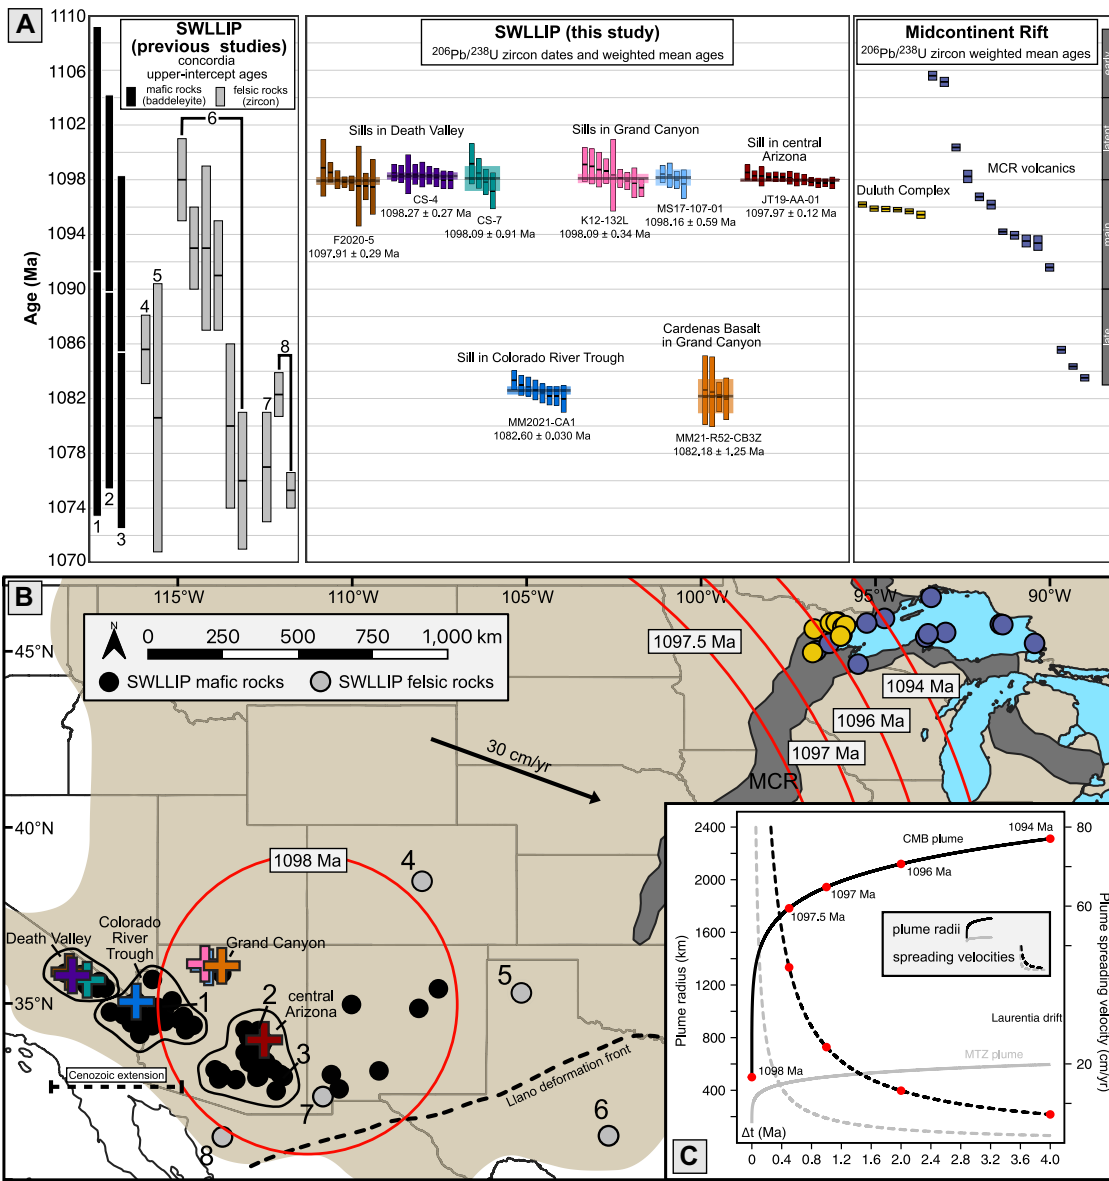 A
1110
1106
1102
1098
1094
1090
1086
1082
1078
1074
1070
Age (Ma)
SWLLIP
(previous studies)
concordia
upper-intercept ages
mafic rocks
(baddeleyite)
felsic rocks
(zircon)
1
2
3
4
5
6
7
8
SWLLIP (this study)
206Pb/238U zircon dates and weighted mean ages
Sills in Death Valley
F2020-5
1097.91 ± 0.29 Ma
CS-4
1098.27 ± 0.27 Ma
CS-7
1098.09 ± 0.91 Ma
Sills in Grand Canyon
K12-132L
1098.09 ± 0.34 Ma
MS17-107-01
1098.16 ± 0.59 Ma
Sill in central
Arizona
JT19-AA-01
1097.97 ± 0.12 Ma
Sill in Colorado River Trough
MM2021-CA1
1082.60 ± 0.030 Ma
Cardenas Basalt
in Grand Canyon
MM21-R52-CB3Z
1082.18 ± 1.25 Ma
Midcontinent Rift
206Pb/238U zircon weighted mean ages
MCR volcanics
Duluth Complex
early
latent
main
late
B
115°W
110°W
105°W
100°W
95°W
90°W
45°N
40°N
35°N
N
0
250
500
750
1,000 km
SWLLIP mafic rocks
SWLLIP felsic rocks
1097.5 Ma
1094 Ma
1096 Ma
1097 Ma
MCR
30 cm/yr
1098 Ma
4
Death Valley
Colorado
River
Trough
Grand Canyon
1
2
central
Arizona
3
5
6
7
8
Cenozoic extension
Llano deformation front
C
Plume radius (km)
2400
2000
1600
1200
800
400
Δt (Ma)
0
0.4
0.8
1.2
1.6
2.0
2.4
2.8
3.2
3.6
4.0
Plume spreading velocity (cm/yr)
80
60
20
CMB plume
1094 Ma
1096 Ma
1097 Ma
1097.5 Ma
1098 Ma
plume radii
spreading velocities
Laurentia drift
MTZ plume